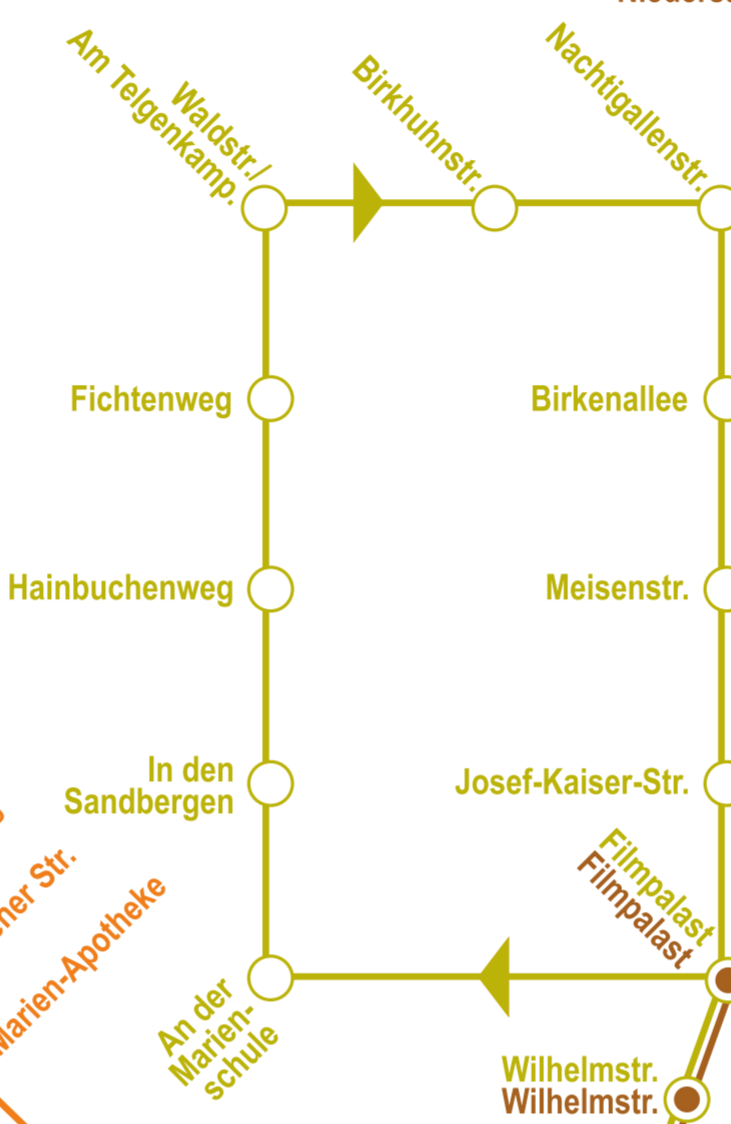 Am Telgenkamp.
Waldstr./
Birkhuhnstr.
Nachtigallenstr.
Fichtenweg
Birkenallee
Hainbuchenweg
Meisenstr.
In den
Sandbergen
Josef-Kaiser-Str.
Filmpalast
Filmpalast
Str.
Marien-Apotheke
An der
Marien-
schule
Wilhelmstr.
Wilhelmstr.